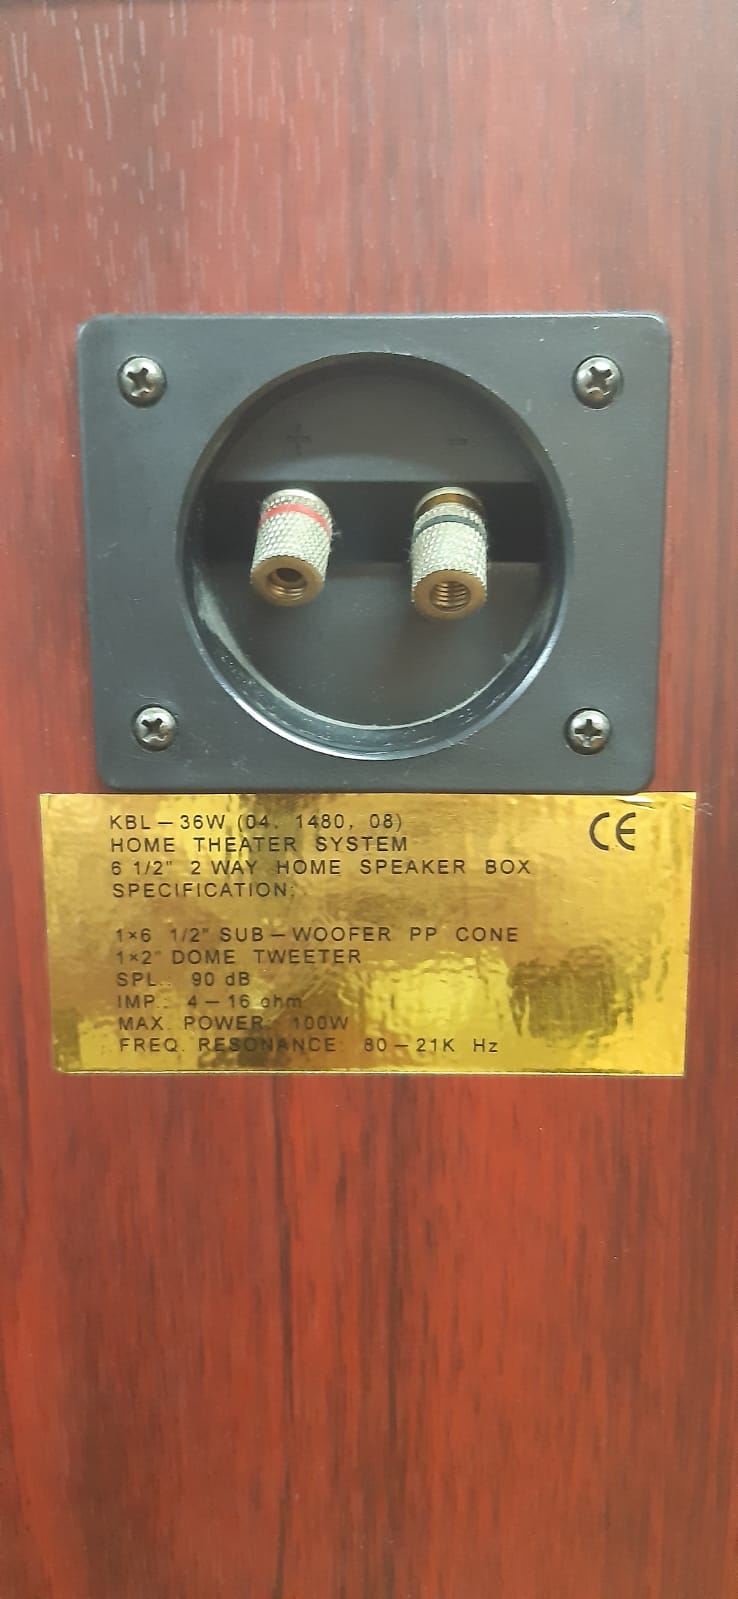 + −
KBL－36W (04. 1480, 08)
CE
HOME THEATER SYSTEM
6 1/2" 2 WAY HOME SPEAKER BOX
SPECIFICATION:
1×6 1/2" SUB－WOOFER PP CONE
1×2" DOME TWEETER
SPL.: 90 dB
IMP.: 4－16 ohm
MAX. POWER: 100W
FREQ. RESONANCE: 80－21K Hz